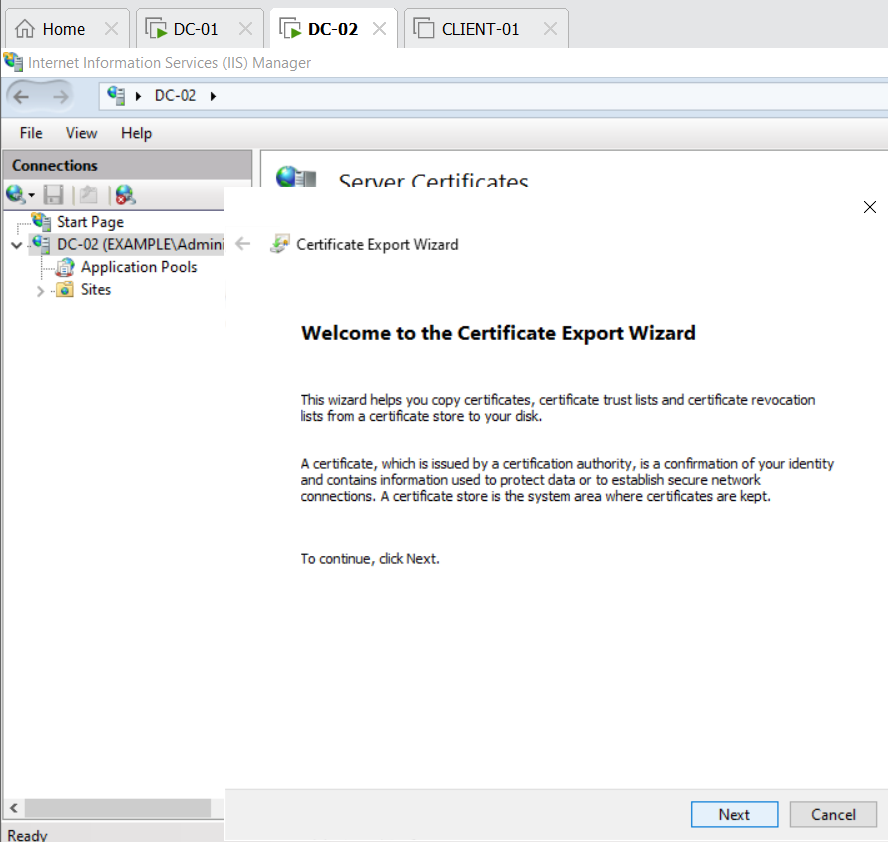 Home
DC-01
DC-02
CLIENT-01
Internet Information Services (IIS) Manager
DC-02
File View Help
Connections
Server Certificates
Start Page
DC-02 (EXAMPLE\Admini
Application Pools
Sites
Certificate Export Wizard
Welcome to the Certificate Export Wizard
This wizard helps you copy certificates, certificate trust lists and certificate revocation
lists from a certificate store to your disk.
A certificate, which is issued by a certification authority, is a confirmation of your identity
and contains information used to protect data or to establish secure network
connections. A certificate store is the system area where certificates are kept.
To continue, click Next.
Next
Cancel
Ready